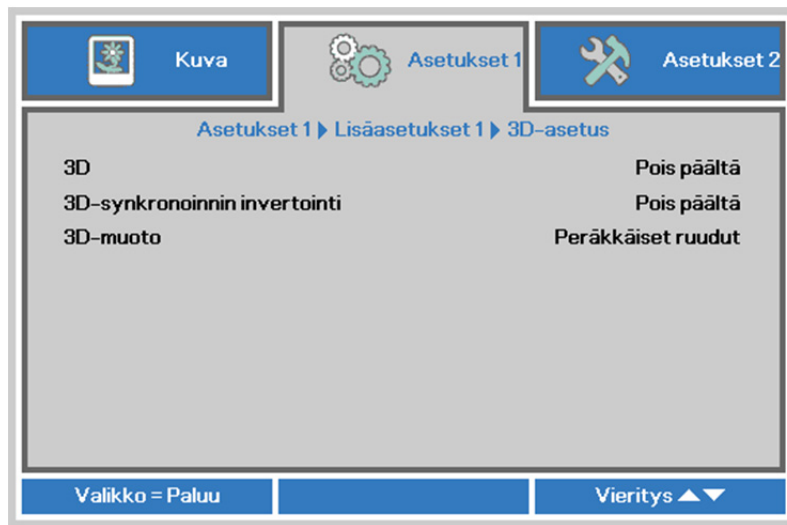 Kuva Asetukset 1 Asetukset 2
Asetukset 1 ▶ Lisäasetukset 1 ▶ 3D-asetus
3D Pois päältä
3D-synkronoinnin invertointi Pois päältä
3D-muoto Peräkkäiset ruudut
Valikko = Paluu Vieritys ▲▼